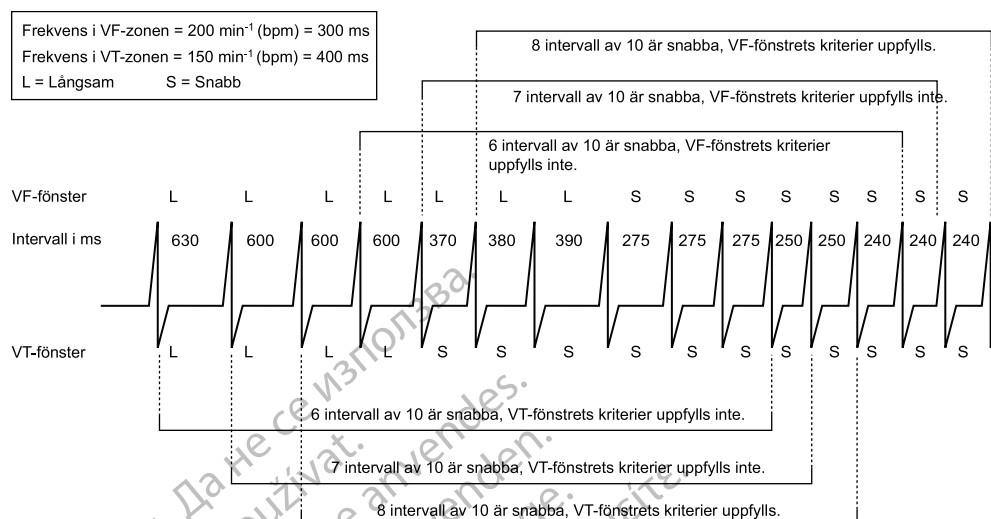 Frekvens i VF-zonen = 200 min⁻¹ (bpm) = 300 ms
Frekvens i VT-zonen = 150 min⁻¹ (bpm) = 400 ms
L = Långsam S = Snabb
8 intervall av 10 är snabba, VF-fönstrets kriterier uppfylls.
7 intervall av 10 är snabba, VF-fönstrets kriterier uppfylls inte.
6 intervall av 10 är snabba, VF-fönstrets kriterier
uppfylls inte.
VF-fönster L L L L L L L S S S S S S S S
Intervall i ms 630 600 600 600 370 380 390 275 275 275 250 250 240 240 240
VT-fönster L L L L S S S S S S S S S S S
6 intervall av 10 är snabba, VT-fönstrets kriterier uppfylls inte.
7 intervall av 10 är snabba, VT-fönstrets kriterier uppfylls inte.
8 intervall av 10 är snabba, VT-fönstrets kriterier uppfylls.
Да не се използва.